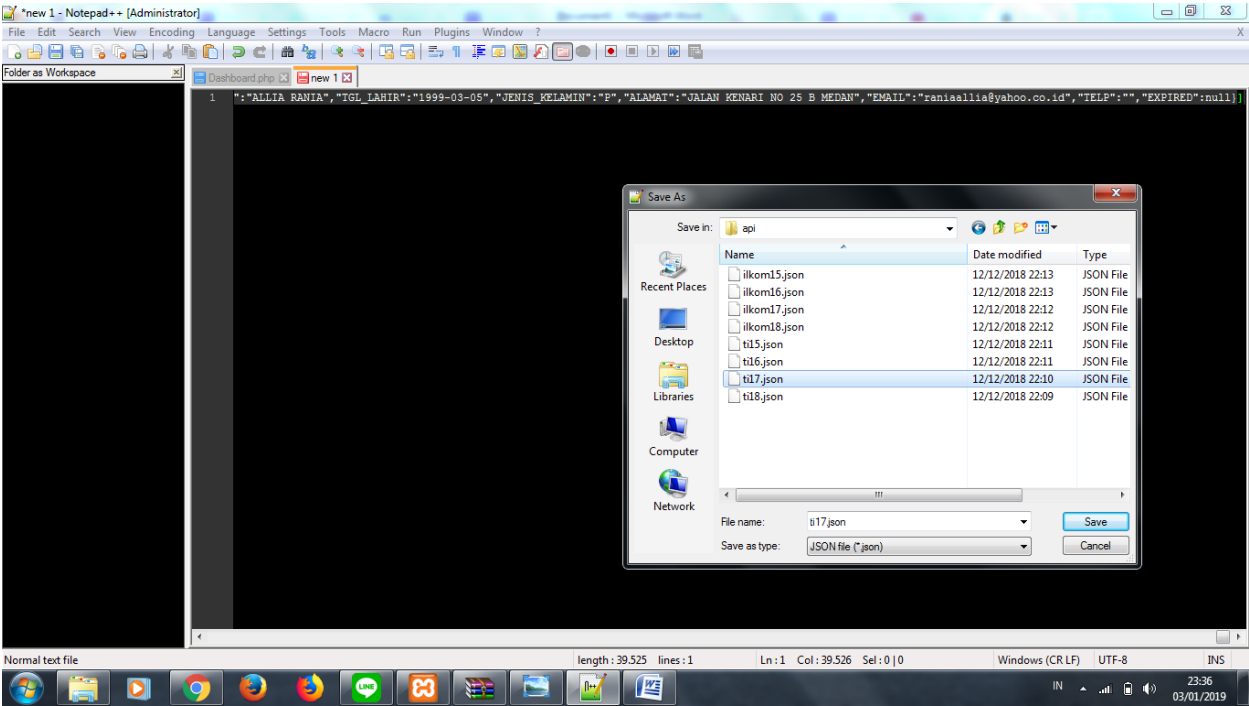 *new 1 - Notepad++ [Administrator]
File Edit Search View Encoding Language Settings Tools Macro Run Plugins Window ?
X
Folder as Workspace
Dashboard.php
new 1
1 ":"ALLIA RANIA","TGL_LAHIR":"1999-03-05","JENIS_KELAMIN":"P","ALAMAT":"JALAN KENARI NO 25 B MEDAN","EMAIL":"raniaallia@yahoo.co.id","TELP":"","EXPIRED":null}]
Save As
Save in: api
Recent Places
Desktop
Libraries
Computer
Network
Name Date modified Type
ilkom15.json 12/12/2018 22:13 JSON File
ilkom16.json 12/12/2018 22:13 JSON File
ilkom17.json 12/12/2018 22:12 JSON File
ilkom18.json 12/12/2018 22:12 JSON File
ti15.json 12/12/2018 22:11 JSON File
ti16.json 12/12/2018 22:11 JSON File
ti17.json 12/12/2018 22:10 JSON File
ti18.json 12/12/2018 22:09 JSON File
File name: ti17.json Save
Save as type: JSON file (*.json) Cancel
Normal text file length : 39.525 lines : 1 Ln : 1 Col : 39.526 Sel : 0 | 0 Windows (CR LF) UTF-8 INS
LINE
IN
23:36
03/01/2019